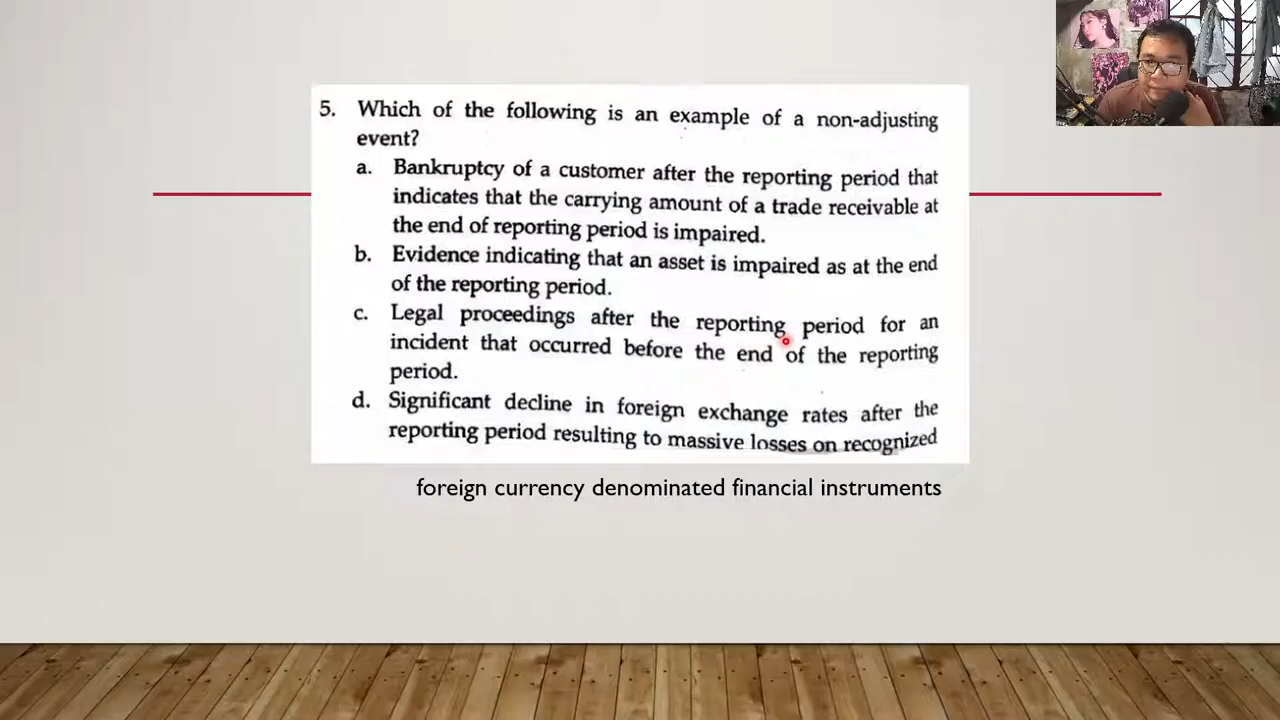 5. Which of the following is an example of a non-adjusting
event?
a. Bankruptcy of a customer after the reporting period that
indicates that the carrying amount of a trade receivable at
the end of reporting period is impaired.
b. Evidence indicating that an asset is impaired as at the end
of the reporting period.
c. Legal proceedings after the reporting period for an
incident that occurred before the end of the reporting
period.
d. Significant decline in foreign exchange rates after the
reporting period resulting to massive losses on recognized
foreign currency denominated financial instruments